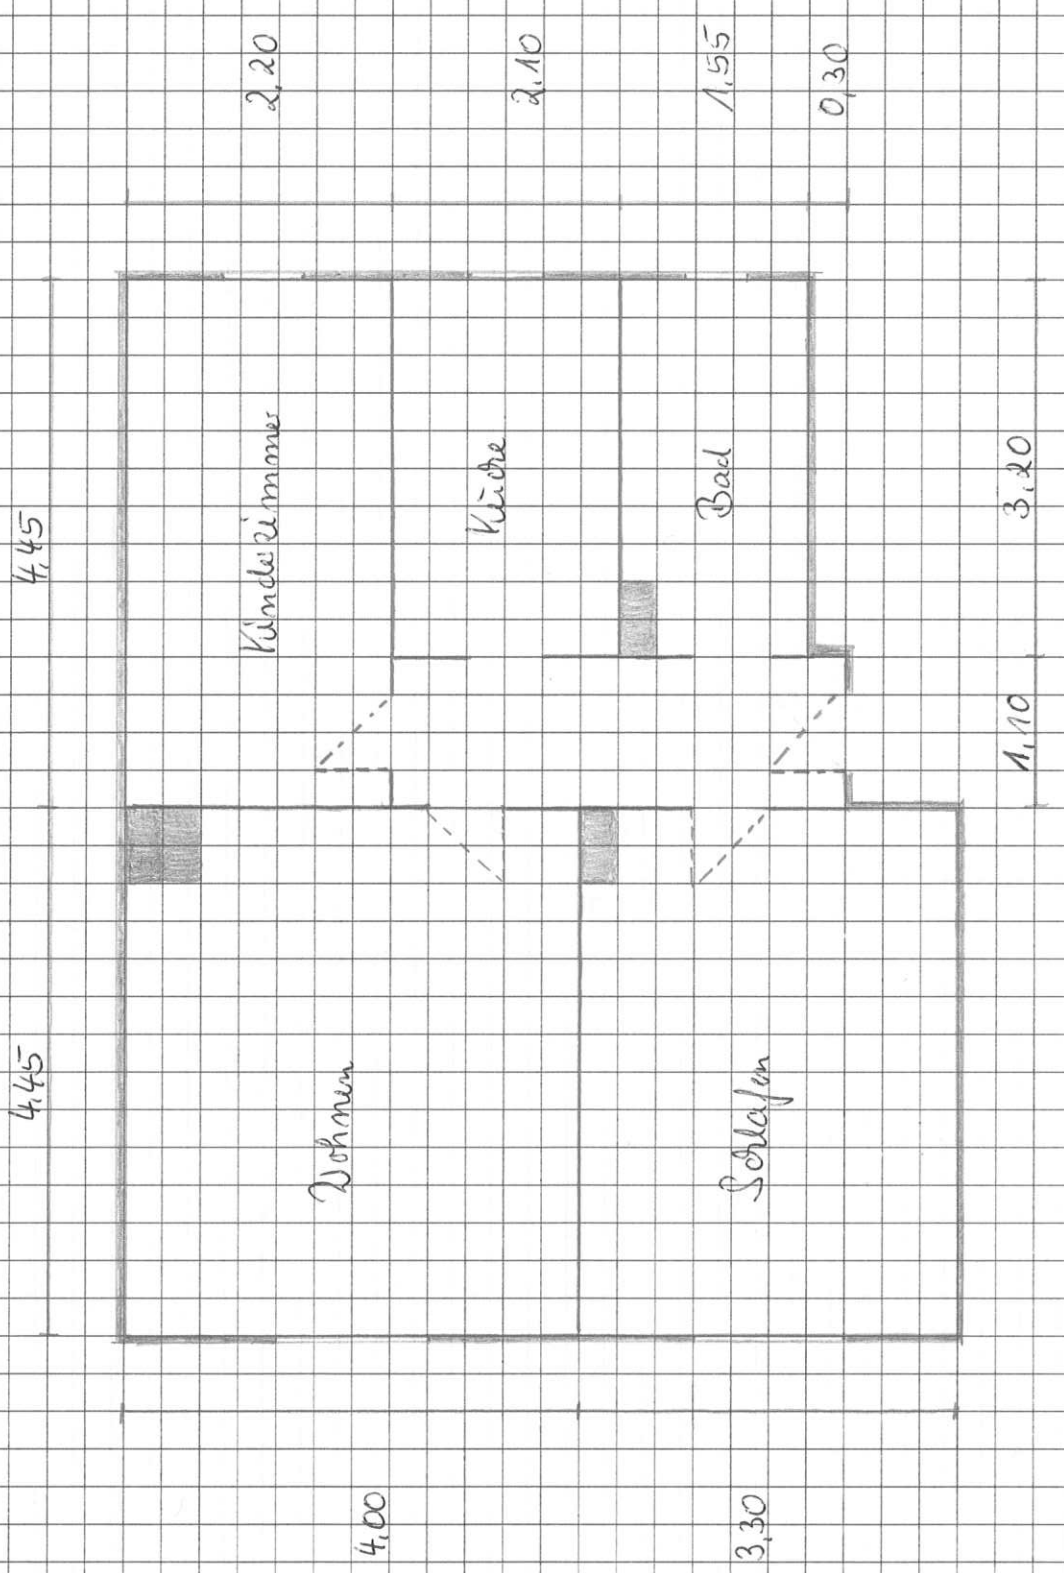 2,20
2,10
1,55
0,30
4,45
Kinderzimmer
Küche
Bad
3,20
1,10
4,45
Wohnen
Schlafen
4,00
3,30